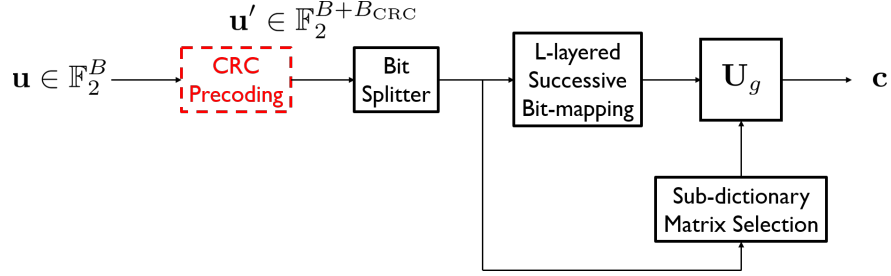 𝐮′ ∈ 𝔽₂^{B+B_CRC}
𝐮 ∈ 𝔽₂^B
CRC
Precoding
Bit
Splitter
L-layered
Successive
Bit-mapping
𝐔_g
𝐜
Sub-dictionary
Matrix Selection